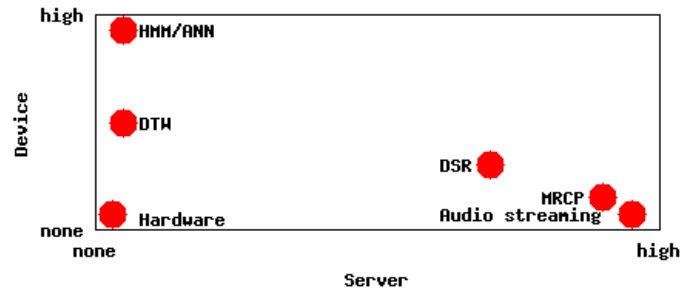 high
HMM/ANN
Device
DTW
DSR
MRCP
Hardware
Audio streaming
none
none
high
Server